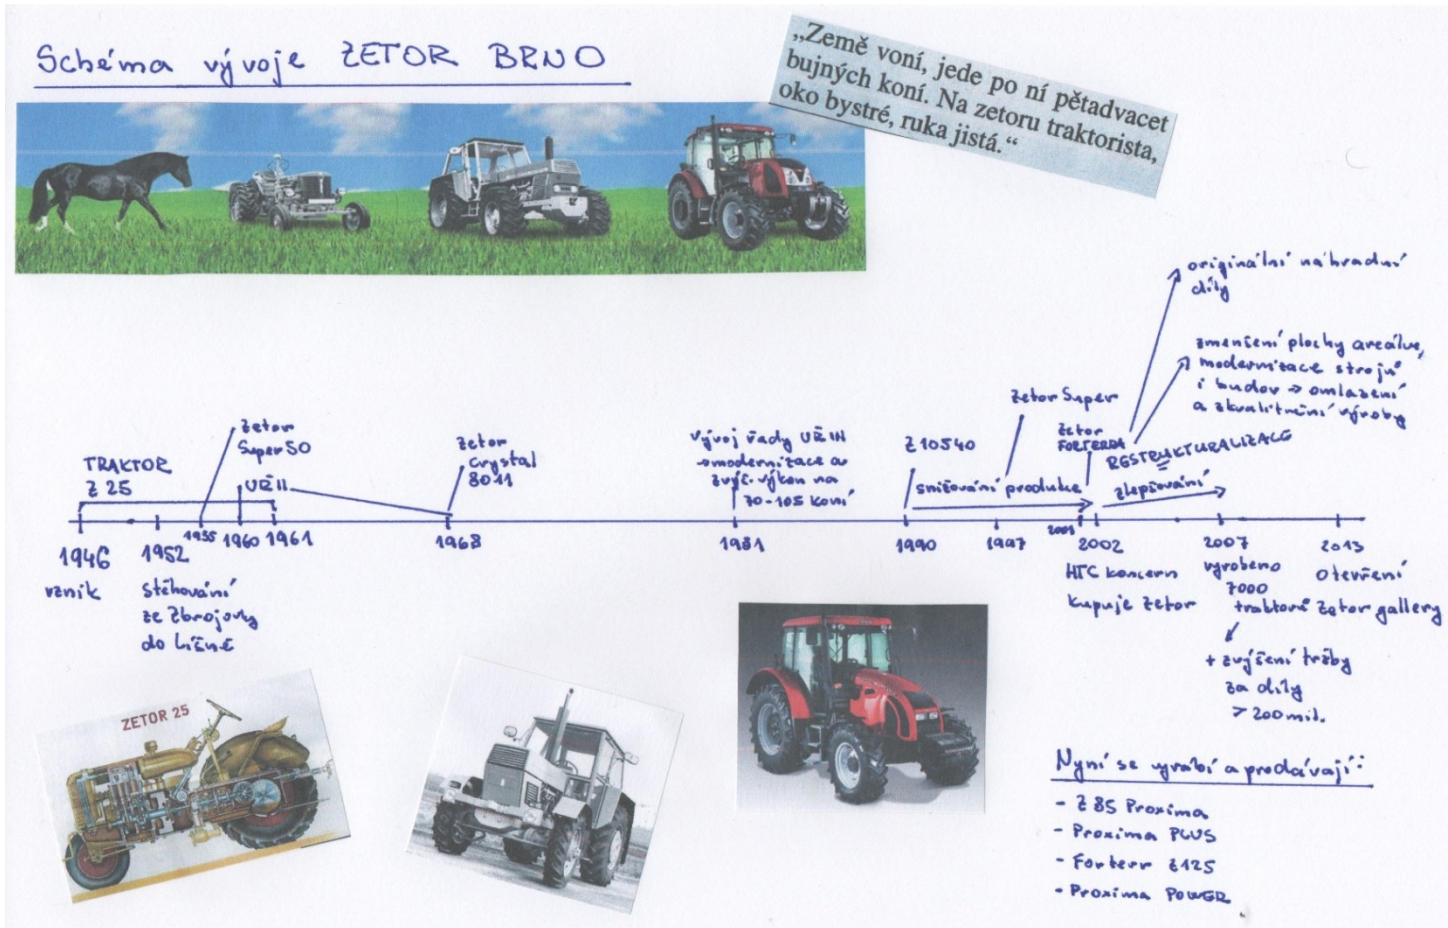 Schéma vývoje ZETOR BRNO
„Země voní, jede po ní pětadvacet
bujných koní. Na zetoru traktorista,
oko bystré, ruka jistá.“
originální náhradní
díly
zmenšení plochy areálu,
modernizace strojů
i budov → omlazení
a zkvalitnění výroby
TRAKTOR
Z 25
Zetor
Super 50
UŘ II
Zetor
Crystal
8011
Vývoj řady UŘ III
→ modernizace a
zvýš. výkon na
70-105 koní
Z 10540
snižování produkce
Zetor Super
Zetor
FORTERRA
RESTRUKTURALIZACE
zlepšování
1946
vznik
1952
stěhování
ze Zbrojovky
do Líšně
1955
1960
1961
1968
1981
1990
1997
2001
2002
HTC koncern
kupuje Zetor
2007
vyrobeno
7000
traktorů
+ zvýšení tržby
za díly
> 200 mil.
2013
otevření
Zetor gallery
ZETOR 25
Nyní se vyrábí a prodávají:
- Z 85 Proxima
- Proxima PLUS
- Forterr 125
- Proxima POWER